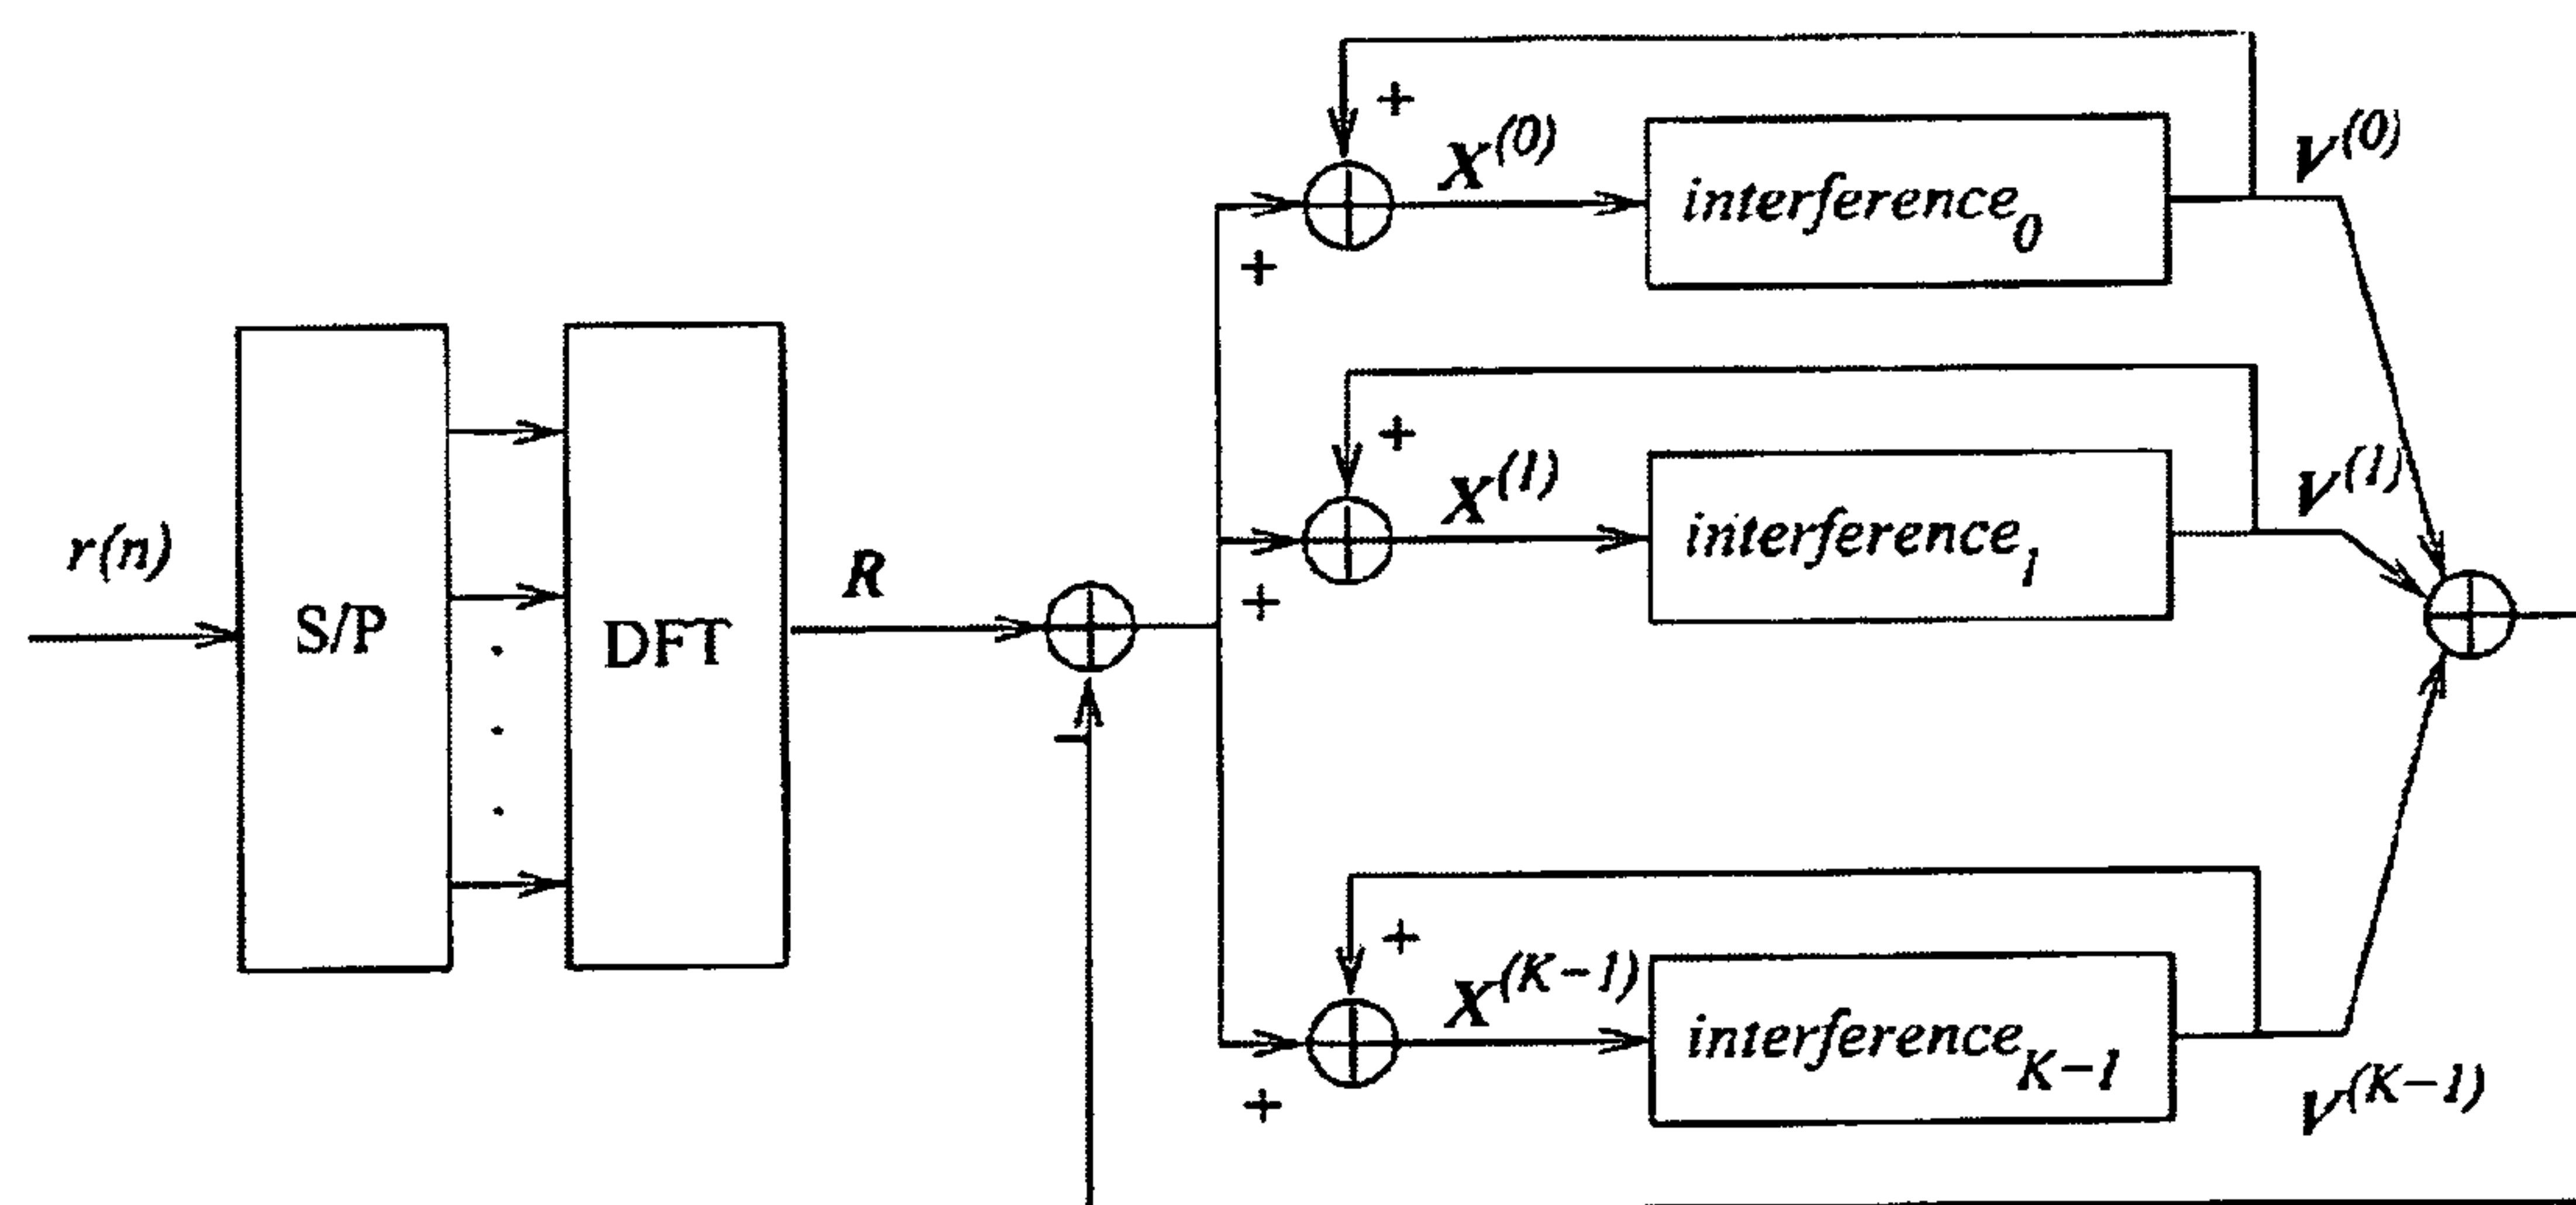 r(n)
S/P
DFT
R
−
+
X^(0)
interference_0
V^(0)
+
+
X^(1)
interference_1
V^(1)
+
+
X^(K−1)
interference_K−1
V^(K−1)
+